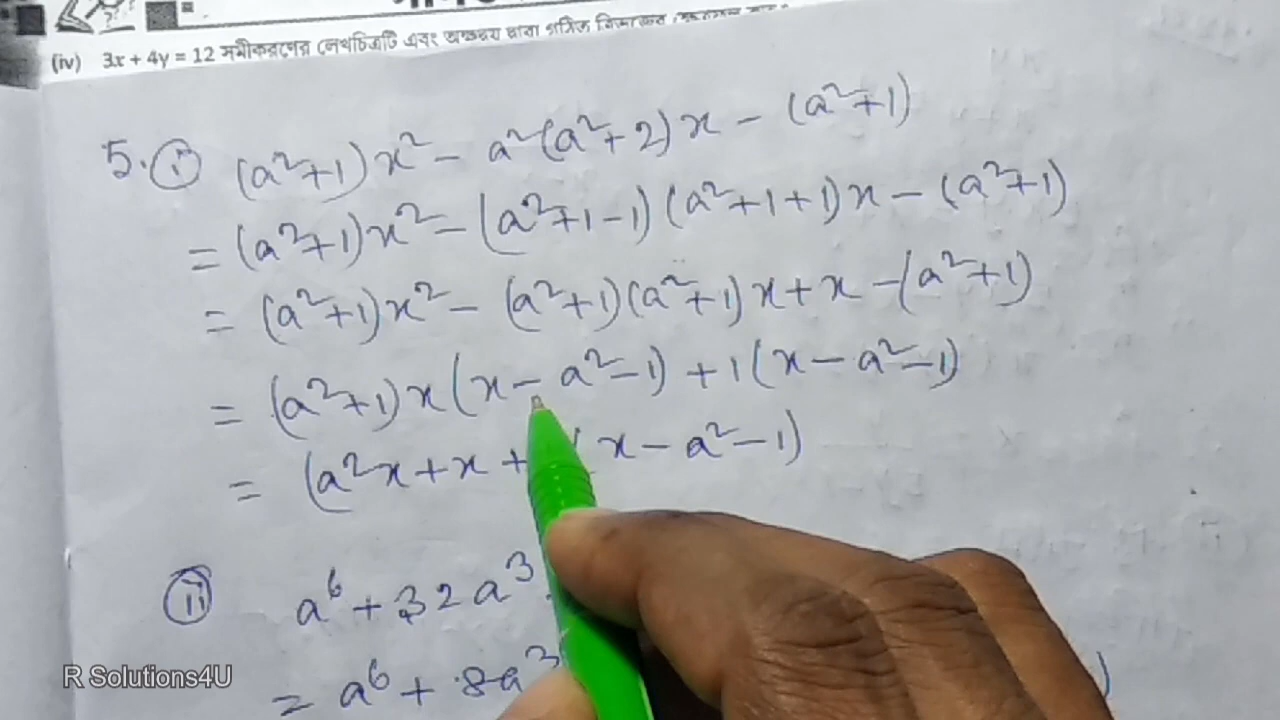 (iv) 3x + 4y = 12 সমীকরণের লেখচিত্রটি এবং অক্ষদ্বয় দ্বারা
5. (i) (a²+1)x² - a²(a²+2)x - (a²+1)
= (a²+1)x² - (a²+1-1)(a²+1+1)x - (a²+1)
= (a²+1)x² - (a²+1)(a²+1)x + x - (a²+1)
= (a²+1)x(x - a² - 1) + 1(x - a² - 1)
= (a²x + x + (x - a² - 1)
(ii) a⁶ + 32a³
= a⁶ + 8a³ )
R Solutions4U